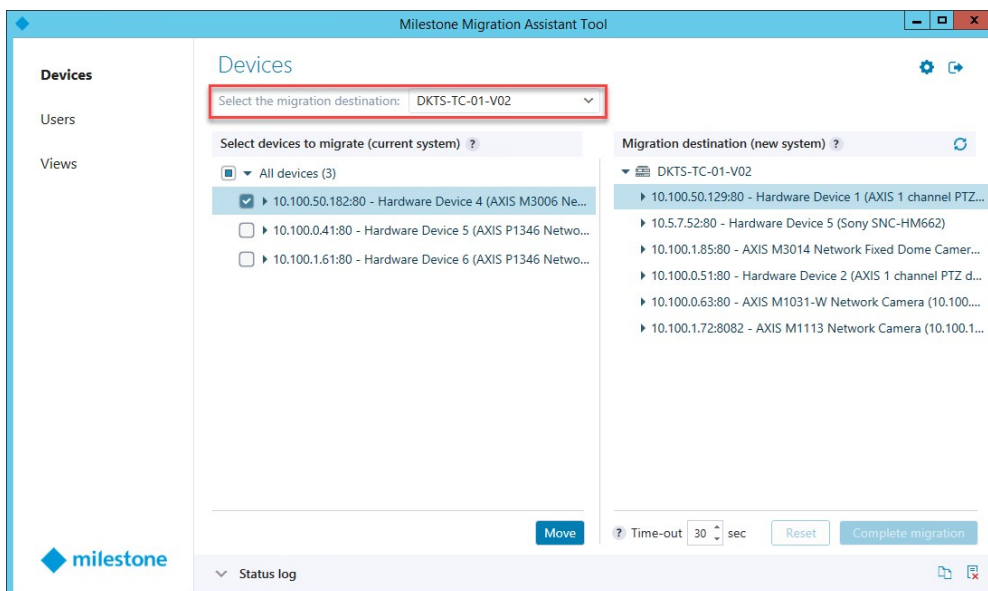 Milestone Migration Assistant Tool
Devices
Users
Views
milestone
Devices
Select the migration destination: DKTS-TC-01-V02
Select devices to migrate (current system) ?
All devices (3)
10.100.50.182:80 - Hardware Device 4 (AXIS M3006 Ne...
10.100.0.41:80 - Hardware Device 5 (AXIS P1346 Netwo...
10.100.1.61:80 - Hardware Device 6 (AXIS P1346 Netwo...
Move
Migration destination (new system) ?
DKTS-TC-01-V02
10.100.50.129:80 - Hardware Device 1 (AXIS 1 channel PTZ...
10.5.7.52:80 - Hardware Device 5 (Sony SNC-HM662)
10.100.1.85:80 - AXIS M3014 Network Fixed Dome Camer...
10.100.0.51:80 - Hardware Device 2 (AXIS 1 channel PTZ d...
10.100.0.63:80 - AXIS M1031-W Network Camera (10.100....
10.100.1.72:8082 - AXIS M1113 Network Camera (10.100.1...
? Time-out 30 sec Reset Complete migration
Status log